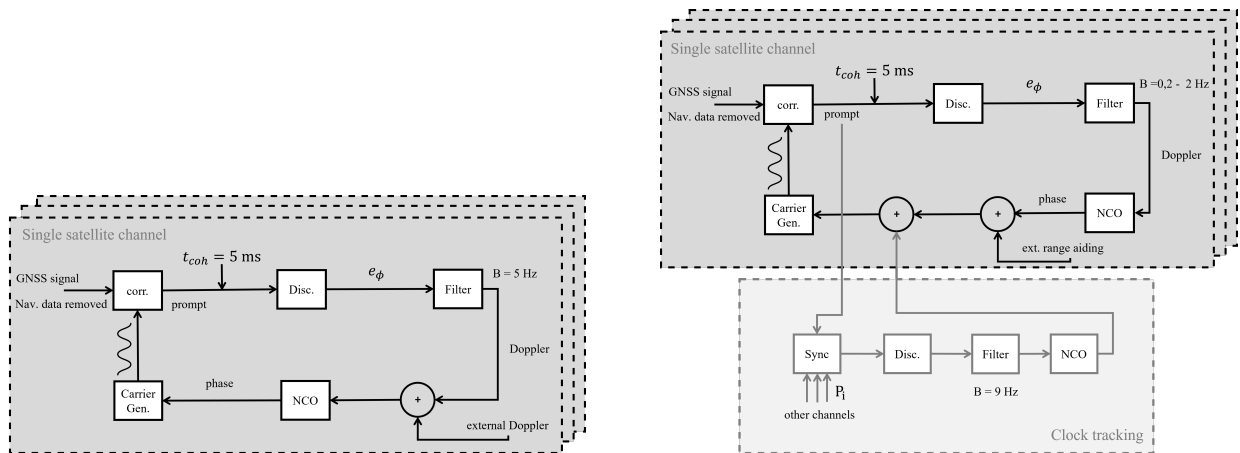 Single satellite channel
t_coh = 5 ms
GNSS signal
Nav. data removed
corr.
prompt
Disc.
e_ϕ
Filter
B = 5 Hz
Doppler
Carrier
Gen.
phase
NCO
+
external Doppler
Single satellite channel
t_coh = 5 ms
GNSS signal
Nav. data removed
corr.
prompt
Disc.
e_ϕ
Filter
B =0,2 - 2 Hz
Doppler
Carrier
Gen.
+
+
phase
NCO
ext. range aiding
Sync
Disc.
Filter
NCO
P_i
other channels
B = 9 Hz
Clock tracking